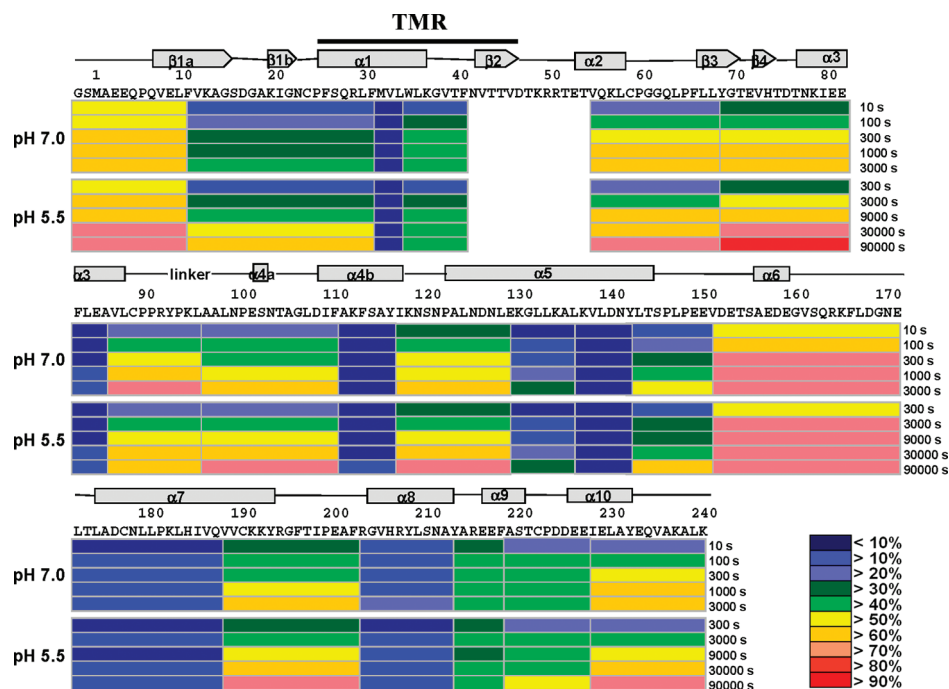 TMR
β1a β1b α1 β2 α2 β3 β4 α3
1 10 20 30 40 50 60 70 80
GSMAEEQPQVELFVKAGSDGAKIGNCPFSQRLFMVLWLKGVTFNVTTVDTKRRTETVQKLCPGGQLPFLLYGTEVHTDTNKIEE
pH 7.0
10 s
100 s
300 s
1000 s
3000 s
pH 5.5
300 s
3000 s
9000 s
30000 s
90000 s
α3 linker α4a α4b α5 α6
90 100 110 120 130 140 150 160 170
FLEAVLCPPRYPKLAALNPESNTAGLDIFAKFSAYIKNSNPALNDNLEKGLLKALKVLDNYLTSPLPEEVDETSAEDEGVSQRKFLDGNE
pH 7.0
10 s
100 s
300 s
1000 s
3000 s
pH 5.5
300 s
3000 s
9000 s
30000 s
90000 s
α7 α8 α9 α10
180 190 200 210 220 230 240
LTLADCNLLPKLHIVQVVCKKYRGFTIPEAFRGVHRYLSNAYAREEFASTCPDDEEIELAYEQVAKALK
pH 7.0
10 s
100 s
300 s
1000 s
3000 s
pH 5.5
300 s
3000 s
9000 s
30000 s
90000 s
< 10%
> 10%
> 20%
> 30%
> 40%
> 50%
> 60%
> 70%
> 80%
> 90%